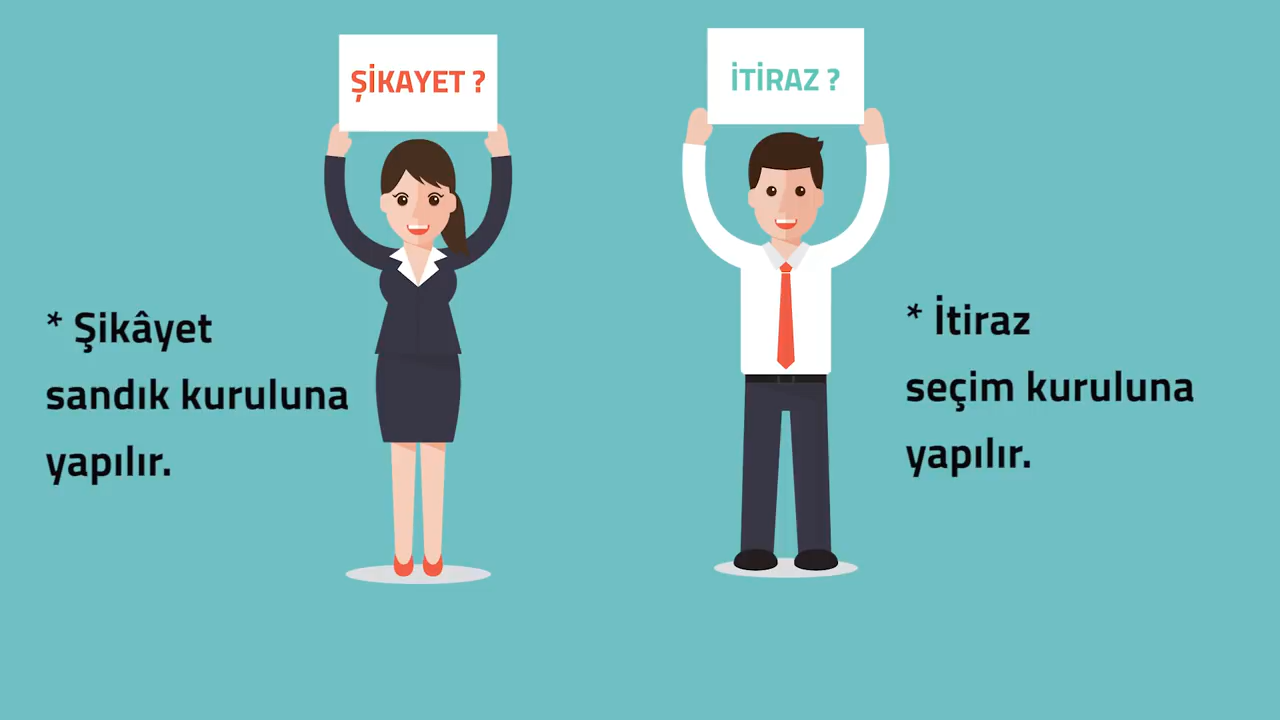 ŞİKAYET ?
İTİRAZ ?
* Şikâyet
sandık kuruluna
yapılır.
* İtiraz
seçim kuruluna
yapılır.